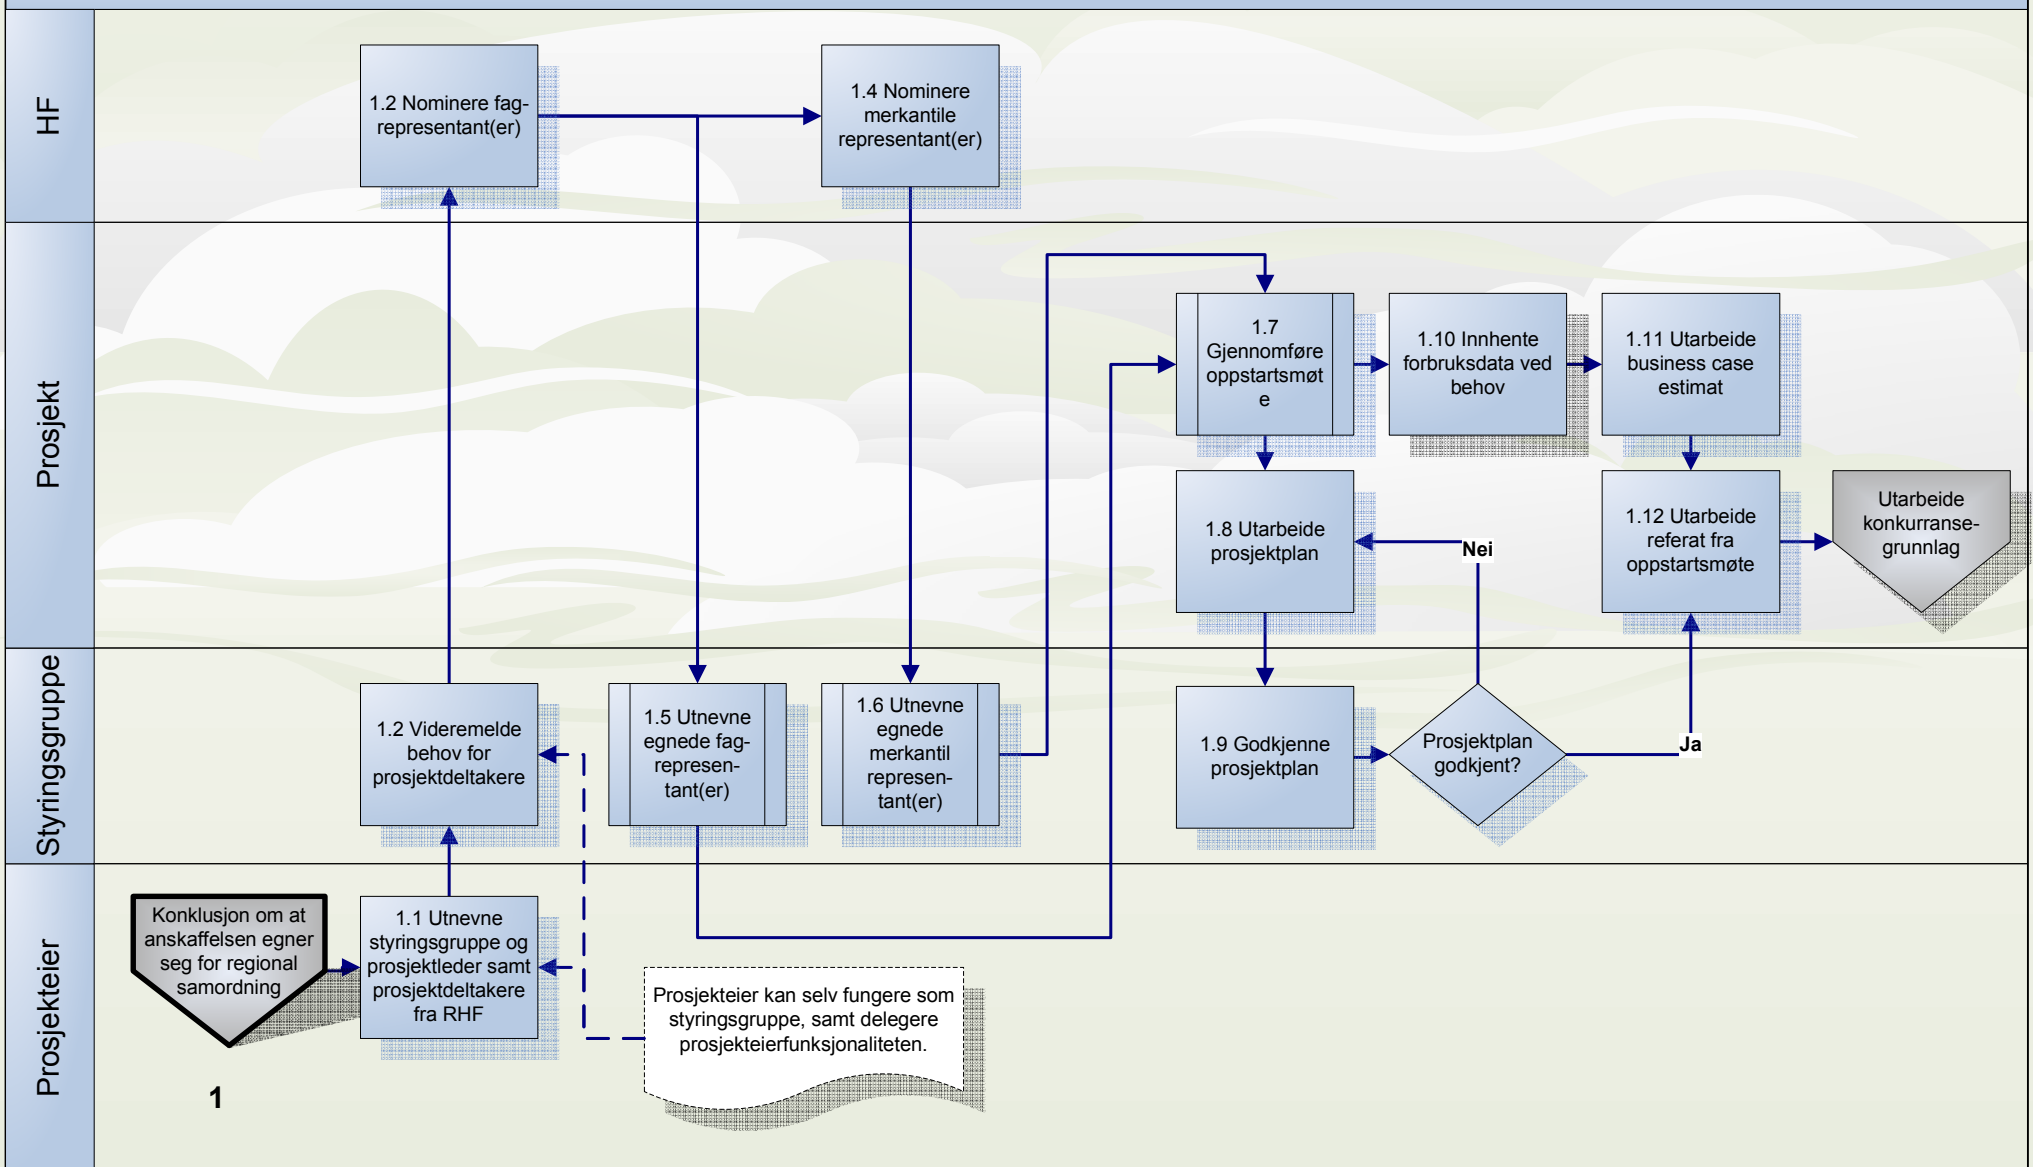 HF
1.2 Nominere fag-
representant(er)
1.4 Nominere
merkantile
representant(er)
Prosjekt
1.7
Gjennomføre
oppstartsmøt
e
1.10 Innhente
forbruksdata ved
behov
1.11 Utarbeide
business case
estimat
1.8 Utarbeide
prosjektplan
Nei
1.12 Utarbeide
referat fra
oppstartsmøte
Utarbeide
konkurranse-
grunnlag
Styringsgruppe
1.2 Videremelde
behov for
prosjektdeltakere
1.5 Utnevne
egnede fag-
represen-
tant(er)
1.6 Utnevne
egnede
merkantil
represen-
tant(er)
1.9 Godkjenne
prosjektplan
Prosjektplan
godkjent?
Ja
Prosjekteier
Konklusjon om at
anskaffelsen egner
seg for regional
samordning
1.1 Utnevne
styringsgruppe og
prosjektleder samt
prosjektdeltakere
fra RHF
Prosjekteier kan selv fungere som
styringsgruppe, samt delegere
prosjekteierfunksjonaliteten.
1